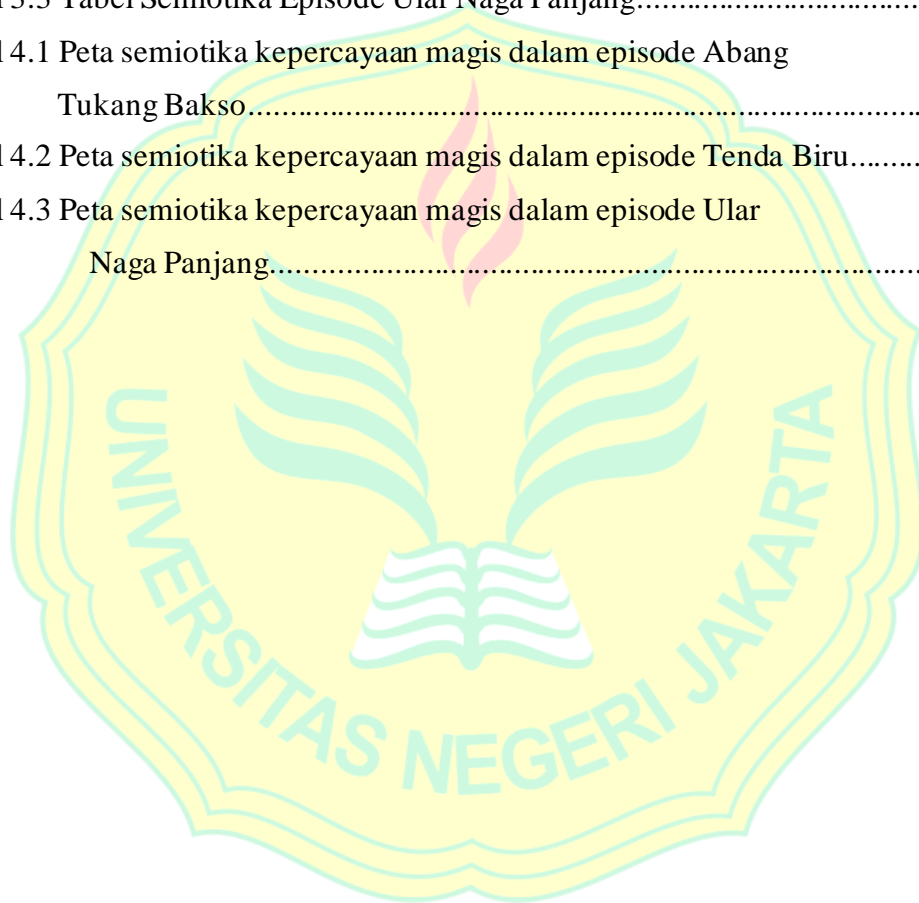 3.3 Tabel Semiotika Episode Ular Naga Panjang.....................................
4.1 Peta semiotika kepercayaan magis dalam episode Abang
Tukang Bakso.................................................................................
4.2 Peta semiotika kepercayaan magis dalam episode Tenda Biru.........
4.3 Peta semiotika kepercayaan magis dalam episode Ular
Naga Panjang..............................................................................
UNIVERSITAS NEGERI JAKARTA